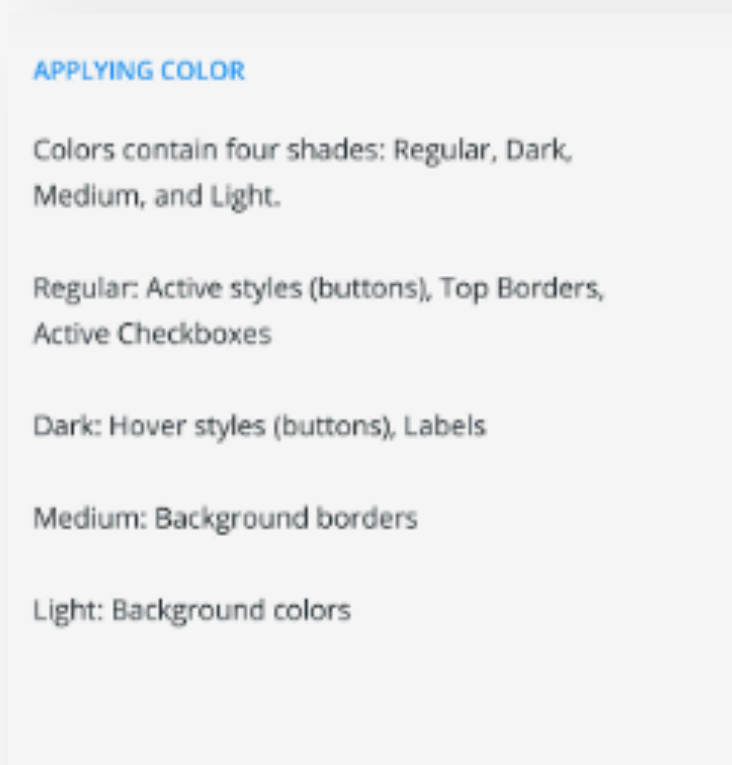 APPLYING COLOR
Colors contain four shades: Regular, Dark,
Medium, and Light.
Regular: Active styles (buttons), Top Borders,
Active Checkboxes
Dark: Hover styles (buttons), Labels
Medium: Background borders
Light: Background colors